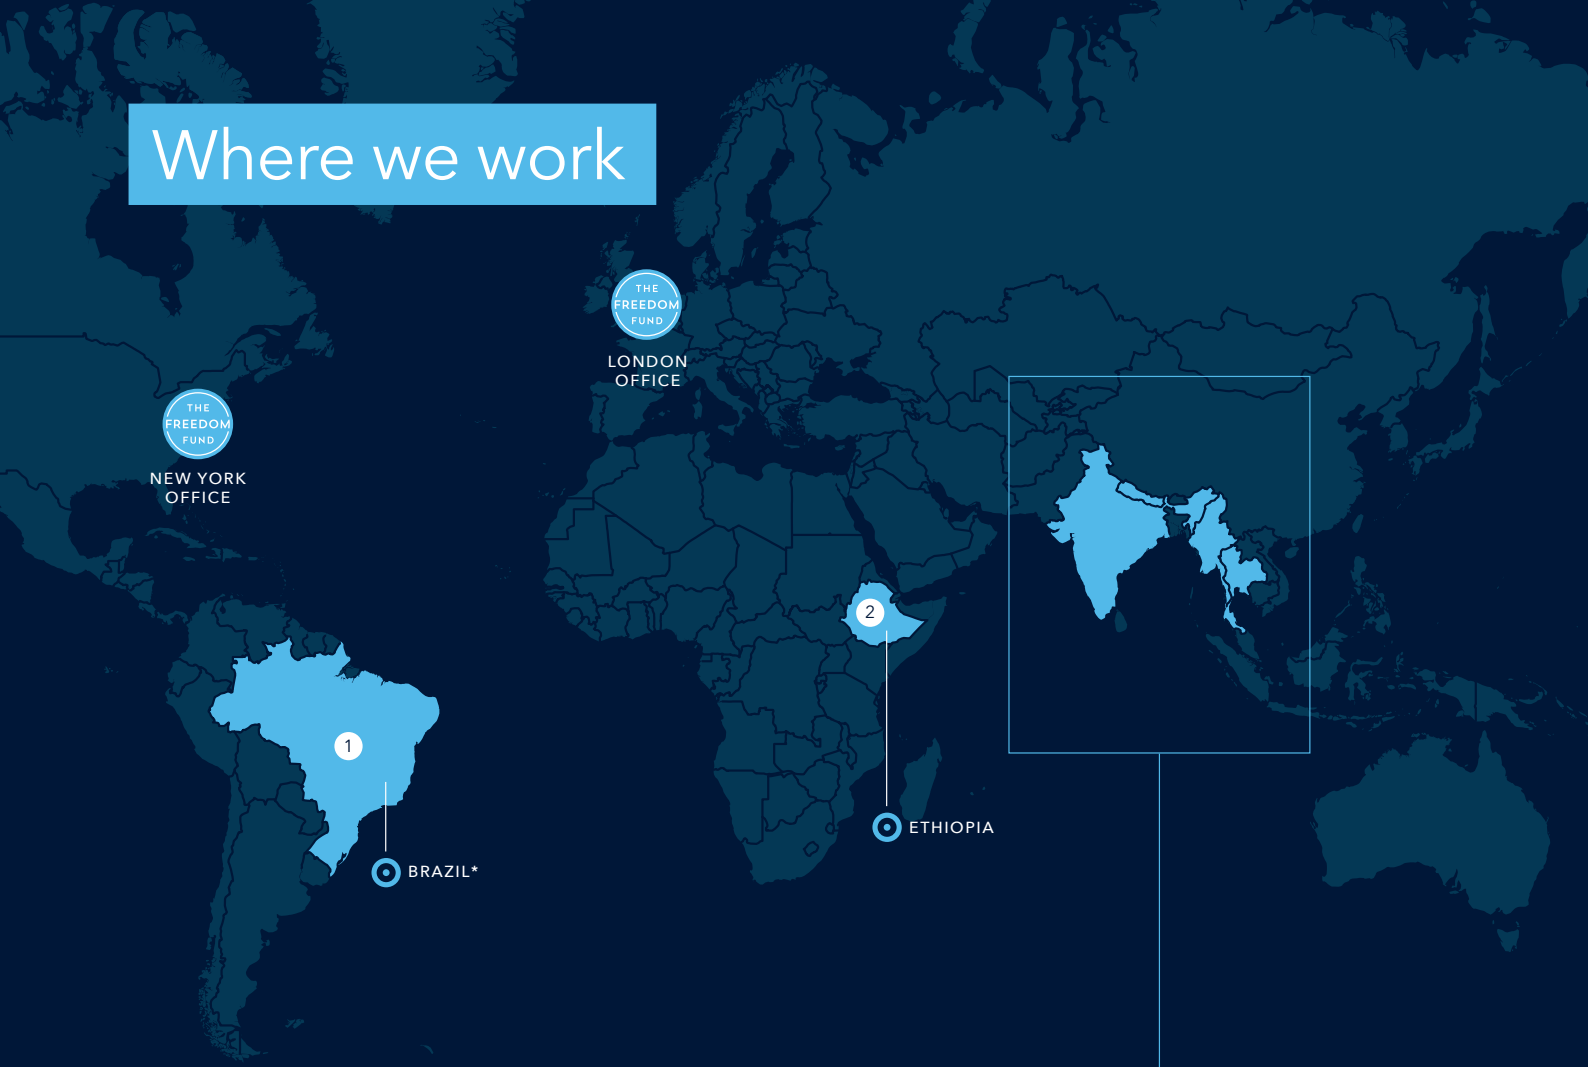 Where we work
THE
FREEDOM
FUND
LONDON
OFFICE
THE
FREEDOM
FUND
NEW YORK
OFFICE
2
1
ETHIOPIA
BRAZIL*